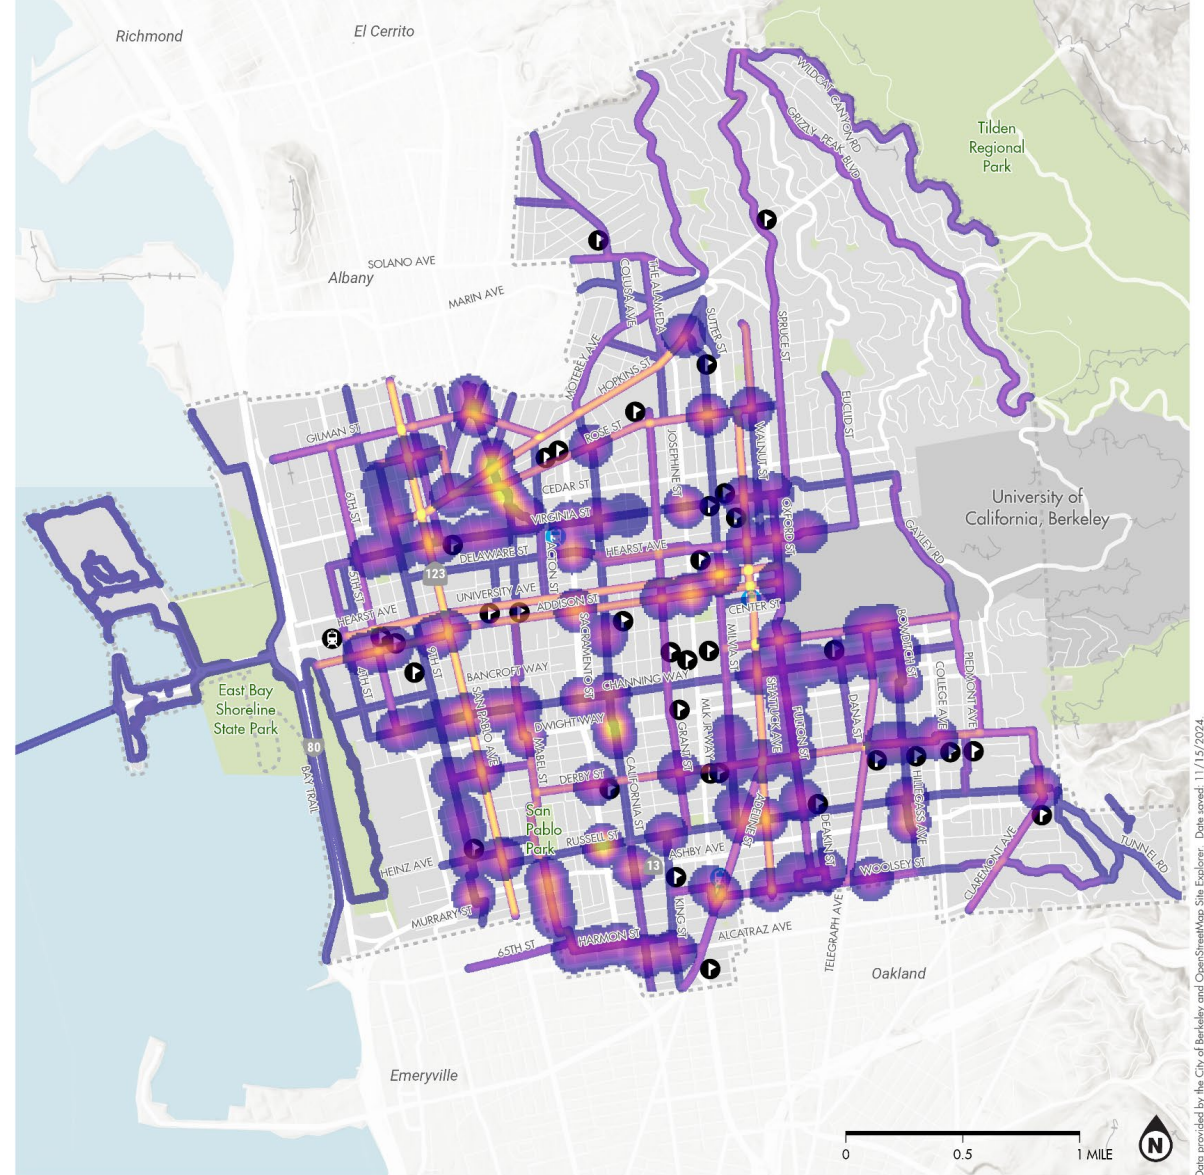 Richmond
El Cerrito
WILDCAT CANYON RD
GRIZZLY PEAK BLVD
Tilden
Regional
Park
SOLANO AVE
Albany
MARIN AVE
COLUSA AVE
THE ALAMEDA
SUTTER ST
SPRUCE ST
MOTEREY AVE
HOPKINS ST
EUCLID ST
GILMAN ST
ROSE ST
JOSEPHINE ST
WALNUT ST
6TH ST
CEDAR ST
VIRGINIA ST
OXFORD ST
University of
California, Berkeley
GAYLEY RD
DELAWARE ST
ACTON ST
HEARST AVE
123
5TH ST
UNIVERSITY AVE
ADDISON ST
HEARST AVE
CENTER ST
SACRAMENTO ST
MILVIA ST
BOWDITCH ST
9TH ST
4TH ST
BANCROFT WAY
CHANNING WAY
COLLEGE AVE
PIEDMONT AVE
East Bay
Shoreline
State Park
SAN PABLO AVE
DWIGHT WAY
MLK JR WAY
GRANT ST
SHATTUCK AVE
FULTON ST
DANA ST
80
BAY TRAIL
MABEL ST
DERBY ST
CALIFORNIA ST
HILLEGASS AVE
San
Pablo
Park
ADELINE ST
DEAKIN ST
RUSSELL ST
ASHBY AVE
13
HEINZ AVE
WOOLSEY ST
CLAREMONT AVE
TUNNEL RD
MURRARY ST
KING ST
HARMON ST
ALCATRAZ AVE
65TH ST
TELEGRAPH AVE
Oakland
Emeryville
0
0.5
1 MILE
N
Data provided by the City of Berkeley and OpenStreetMap Site Explorer. Date saved: 11/15/2024